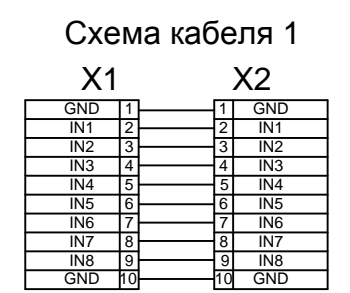 Схема кабеля 1
X1 X2
GND 1 1 GND
IN1 2 2 IN1
IN2 3 3 IN2
IN3 4 4 IN3
IN4 5 5 IN4
IN5 6 6 IN5
IN6 7 7 IN6
IN7 8 8 IN7
IN8 9 9 IN8
GND 10 10 GND